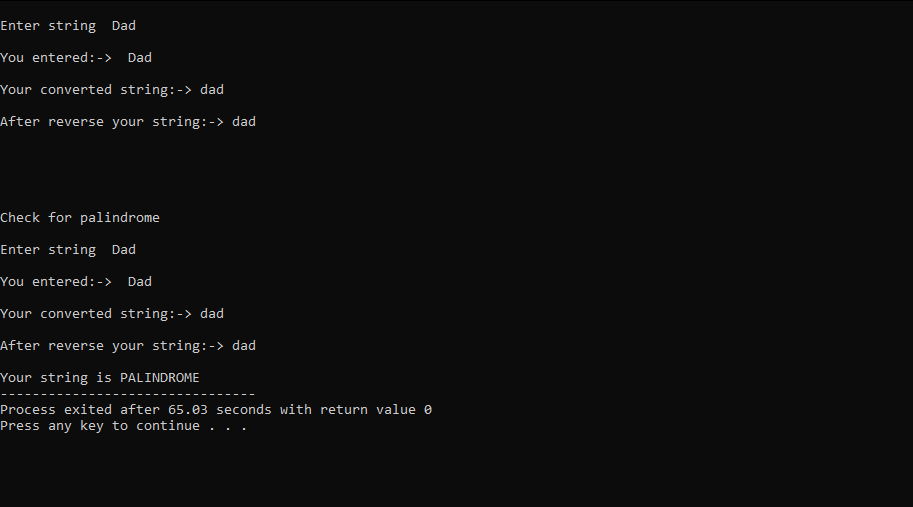 Enter string  Dad
You entered:->  Dad
Your converted string:-> dad
After reverse your string:-> dad
Check for palindrome
Enter string  Dad
You entered:->  Dad
Your converted string:-> dad
After reverse your string:-> dad
Your string is PALINDROME
--------------------------------
Process exited after 65.03 seconds with return value 0
Press any key to continue . . .